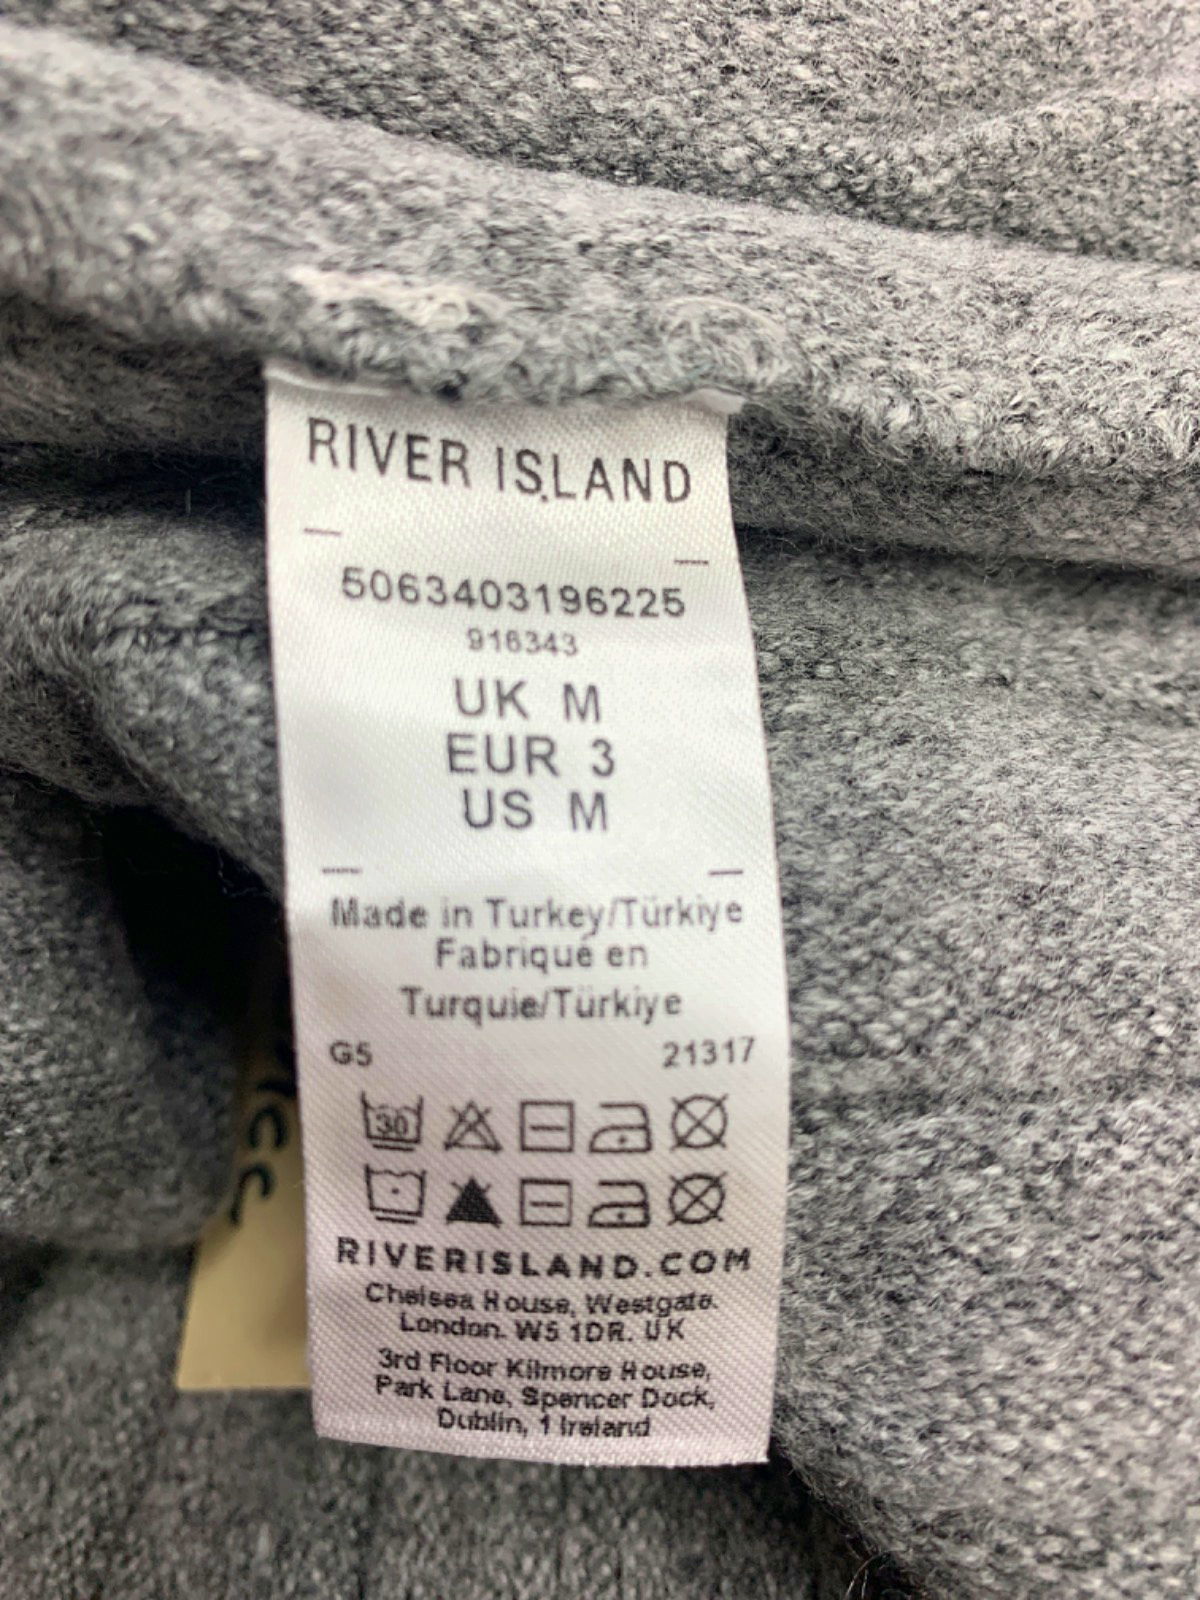 RIVER ISLAND
5063403196225
916343
UK M
EUR 3
US M
Made in Turkey/Türkiye
Fabriqué en
Turquie/Türkiye
G5 21317
30
RIVERISLAND.COM
Chelsea House, Westgate.
London. W5 1DR. UK
3rd Floor Kilmore House,
Park Lane, Spencer Dock,
Dublin, 1 Ireland